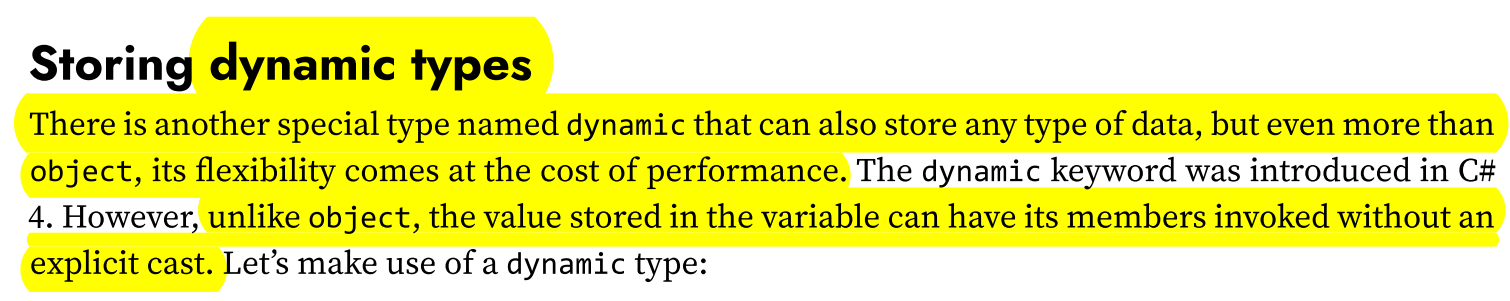 Storing dynamic types
There is another special type named dynamic that can also store any type of data, but even more than
object, its flexibility comes at the cost of performance. The dynamic keyword was introduced in C#
4. However, unlike object, the value stored in the variable can have its members invoked without an
explicit cast. Let’s make use of a dynamic type: